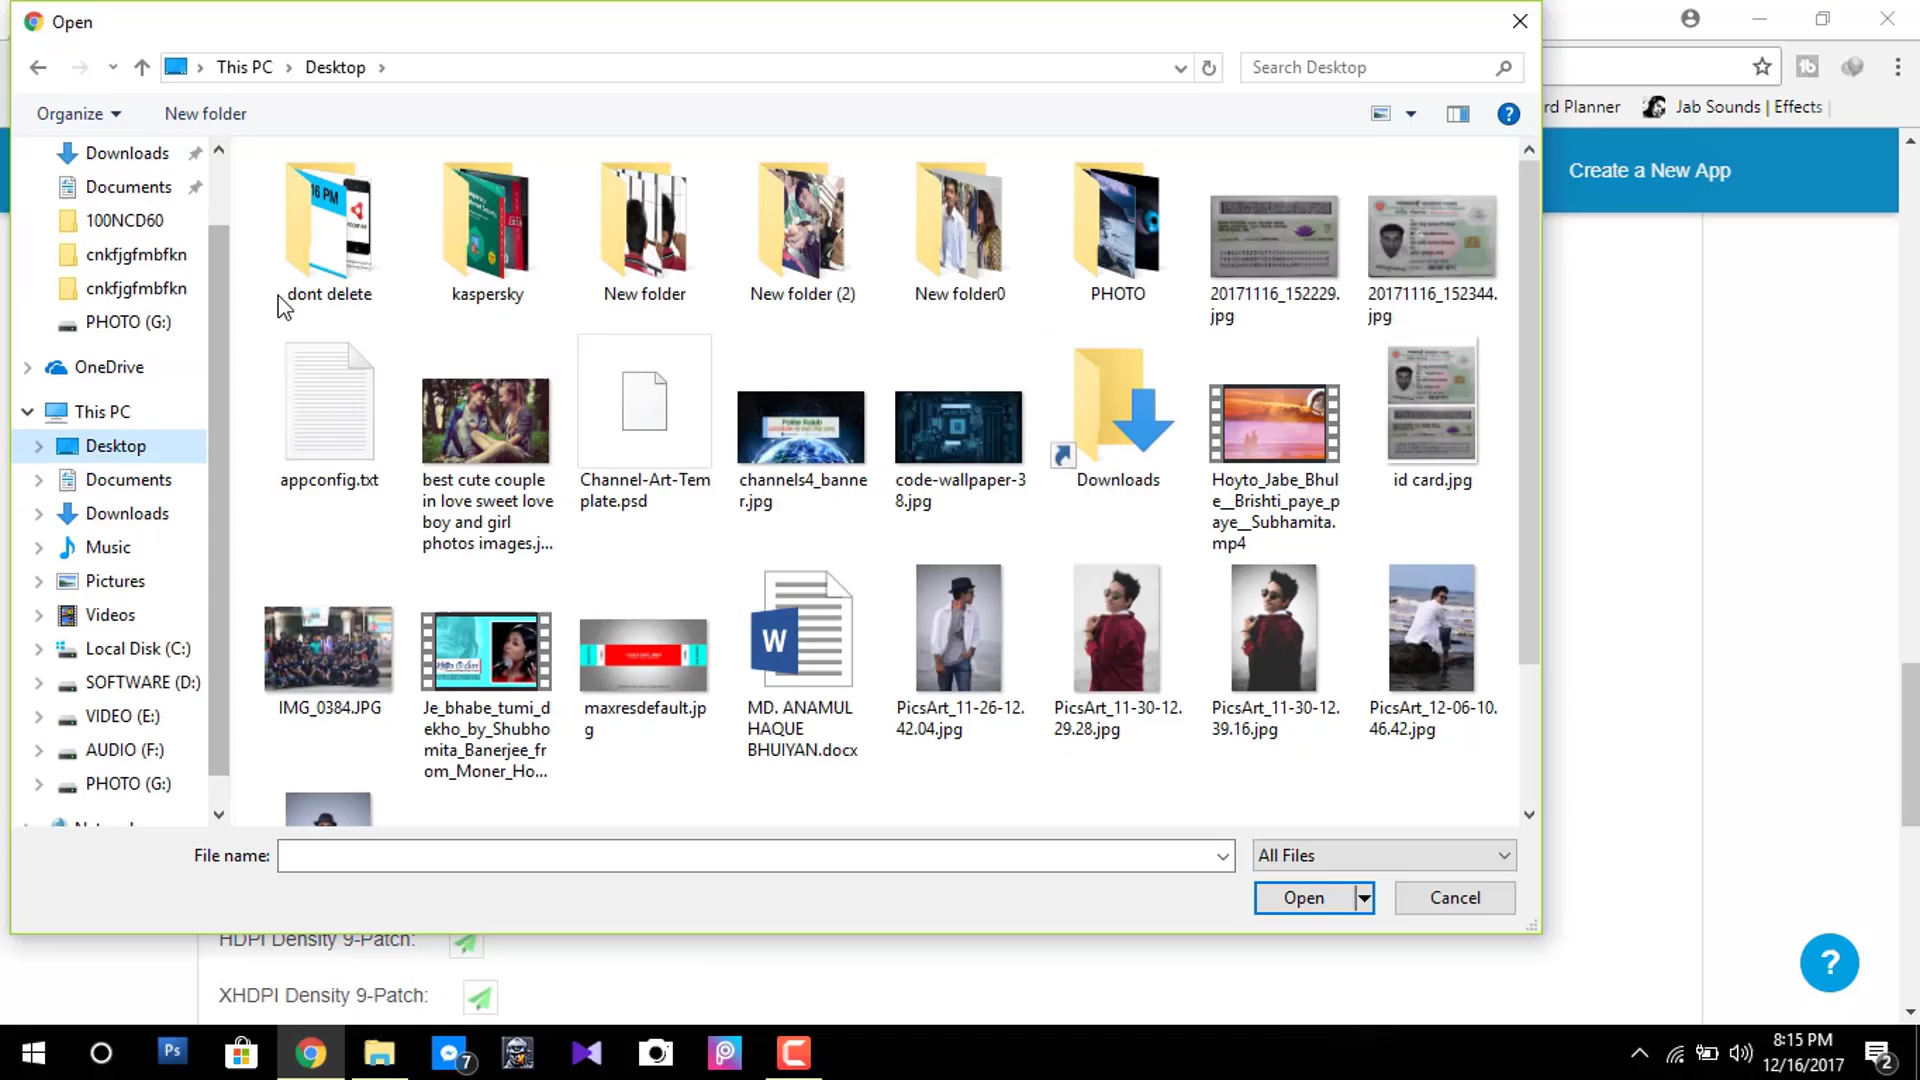 Open
This PC
Desktop
Search Desktop
Organize
New folder
rd Planner
Jab Sounds | Effects
Create a New App
Downloads
Documents
100NCD60
cnkfjgfmbfkn
cnkfjgfmbfkn
PHOTO (G:)
OneDrive
This PC
Desktop
Documents
Downloads
Music
Pictures
Videos
Local Disk (C:)
SOFTWARE (D:)
VIDEO (E:)
AUDIO (F:)
PHOTO (G:)
16 PM
dont delete
kaspersky
New folder
New folder (2)
New folder0
PHOTO
20171116_152229.
jpg
20171116_152344.
jpg
appconfig.txt
best cute couple
in love sweet love
boy and girl
photos images.j...
Channel-Art-Tem
plate.psd
channels4_banne
r.jpg
code-wallpaper-3
8.jpg
Downloads
Hoyto_Jabe_Bhul
e__Brishti_paye_p
aye__Subhamita.
mp4
id card.jpg
IMG_0384.JPG
Je_bhabe_tumi_d
ekho_by_Shubho
mita_Banerjee_fr
om_Moner_Ho...
maxresdefault.jp
g
W
MD. ANAMUL
HAQUE
BHUIYAN.docx
PicsArt_11-26-12.
42.04.jpg
PicsArt_11-30-12.
29.28.jpg
PicsArt_11-30-12.
39.16.jpg
PicsArt_12-06-10.
46.42.jpg
File name:
All Files
Open
Cancel
HDPI Density 9-Patch:
XHDPI Density 9-Patch:
?
Ps
7
8:15 PM
12/16/2017
2